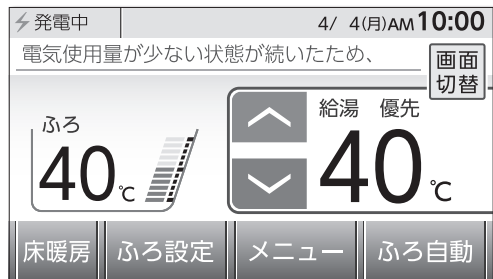 発電中
4/ 4(月)AM10:00
電気使用量が少ない状態が続いたため、
画面
切替
ふろ
40℃
給湯 優先
40℃
床暖房 ふろ設定 メニュー ふろ自動